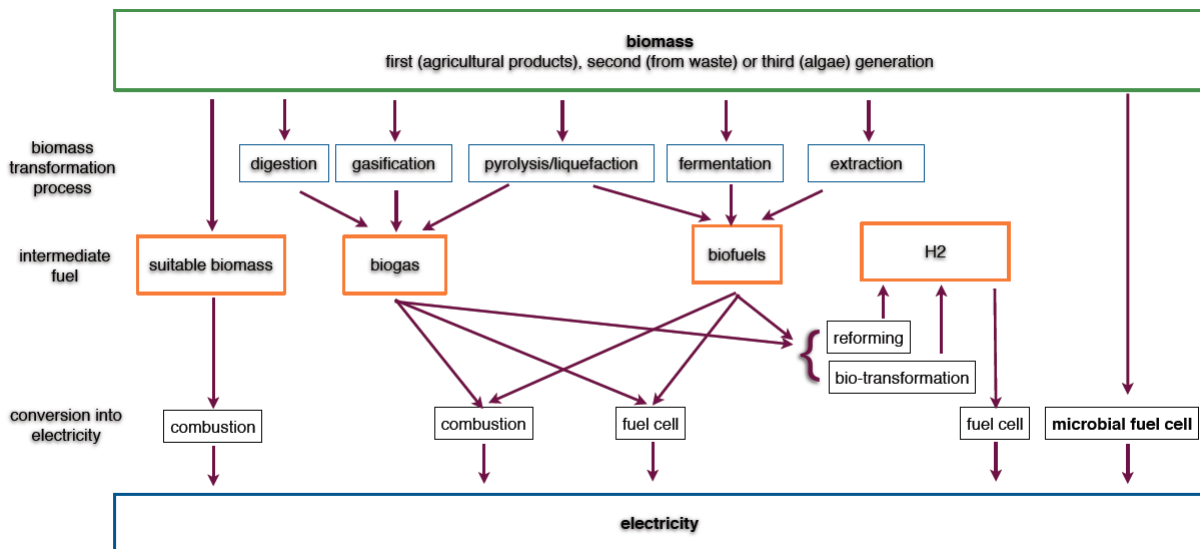 biomass
first (agricultural products), second (from waste) or third (algae) generation
biomass
transformation
process
digestion
gasification
pyrolysis/liquefaction
fermentation
extraction
intermediate
fuel
suitable biomass
biogas
biofuels
H2
reforming
bio-transformation
conversion into
electricity
combustion
combustion
fuel cell
fuel cell
microbial fuel cell
electricity